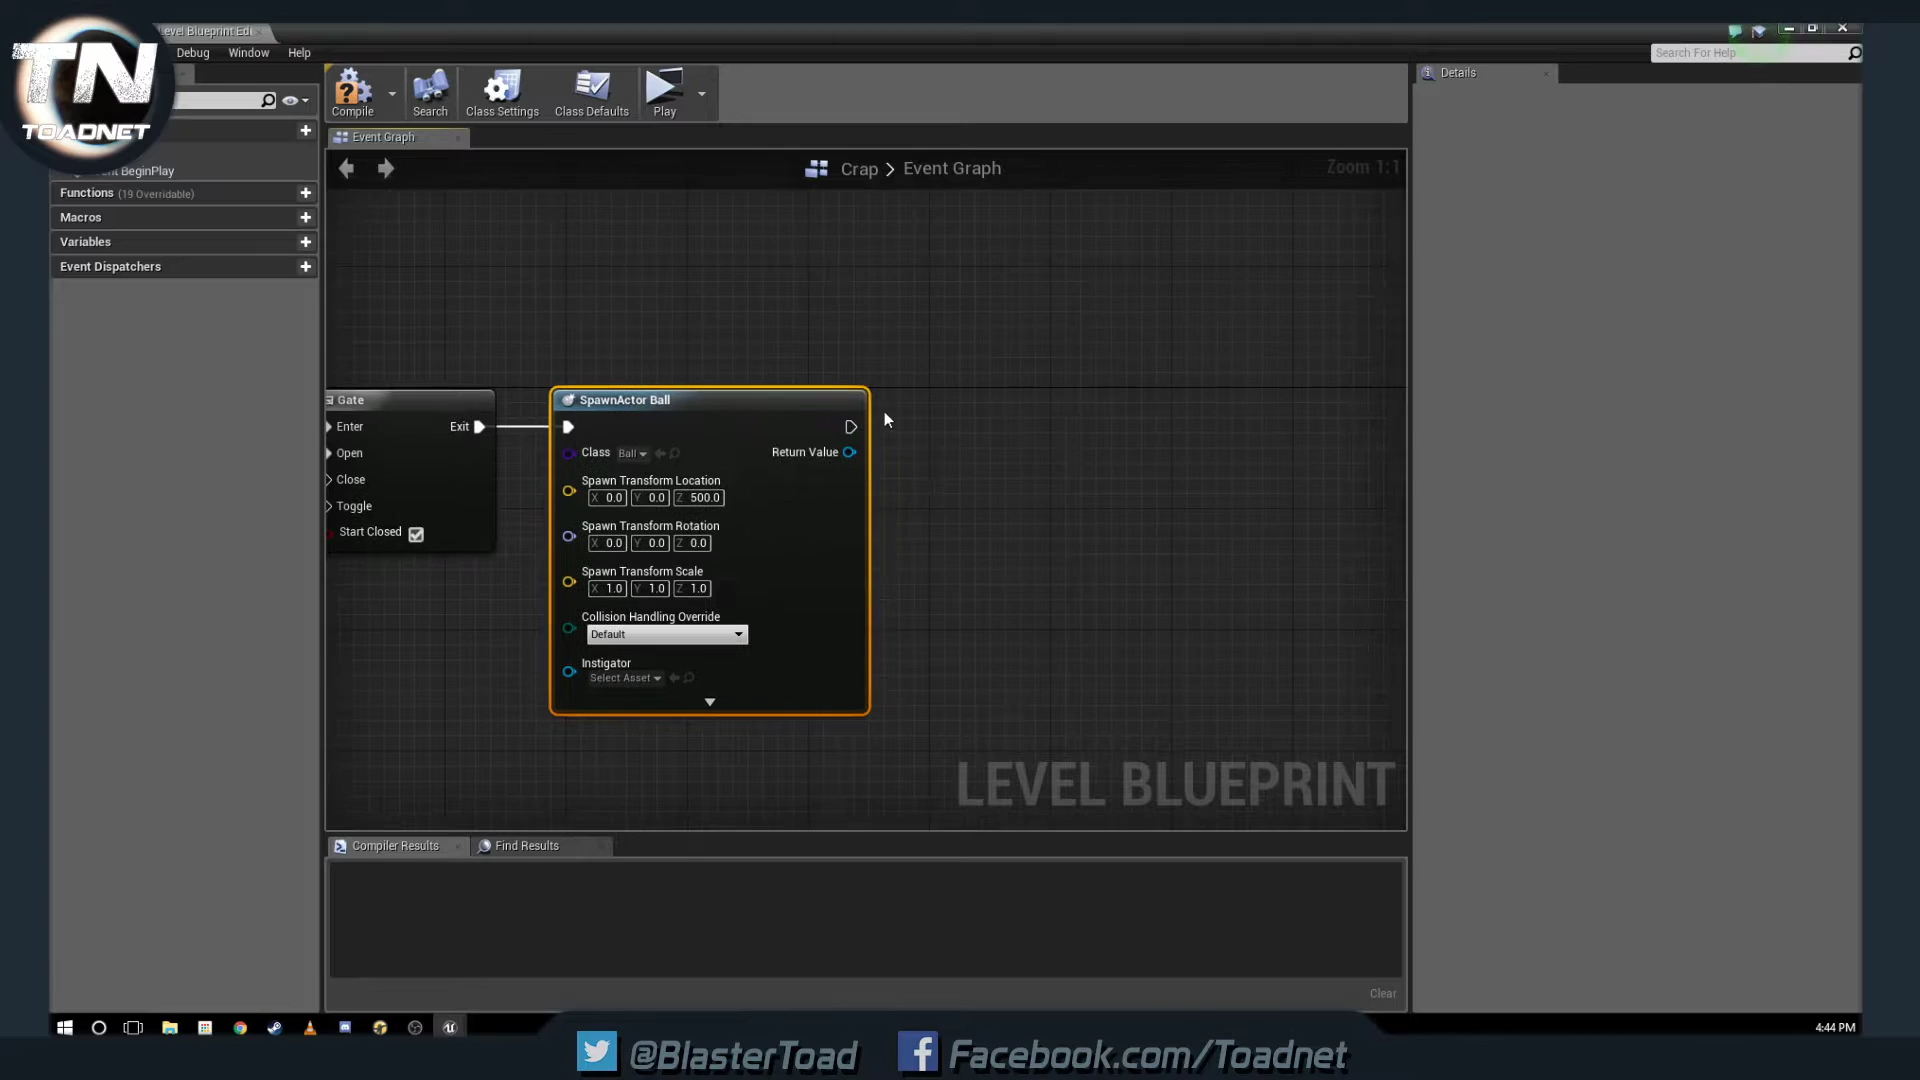 Level Blueprint Edi
TN
TOADNET
Debug Window Help
Search For Help
Compile Search Class Settings Class Defaults Play
Details
Event Graph
Crap > Event Graph
Zoom 1:1
BeginPlay
Functions (19 Overridable)
Macros
Variables
Event Dispatchers
Gate
Enter Exit
Open
Close
Toggle
Start Closed
SpawnActor Ball
Class Ball
Return Value
Spawn Transform Location
X 0.0 Y 0.0 Z 500.0
Spawn Transform Rotation
X 0.0 Y 0.0 Z 0.0
Spawn Transform Scale
X 1.0 Y 1.0 Z 1.0
Collision Handling Override
Default
Instigator
Select Asset
LEVEL BLUEPRINT
Compiler Results Find Results
Clear
4:44 PM
@BlasterToad Facebook.com/Toadnet